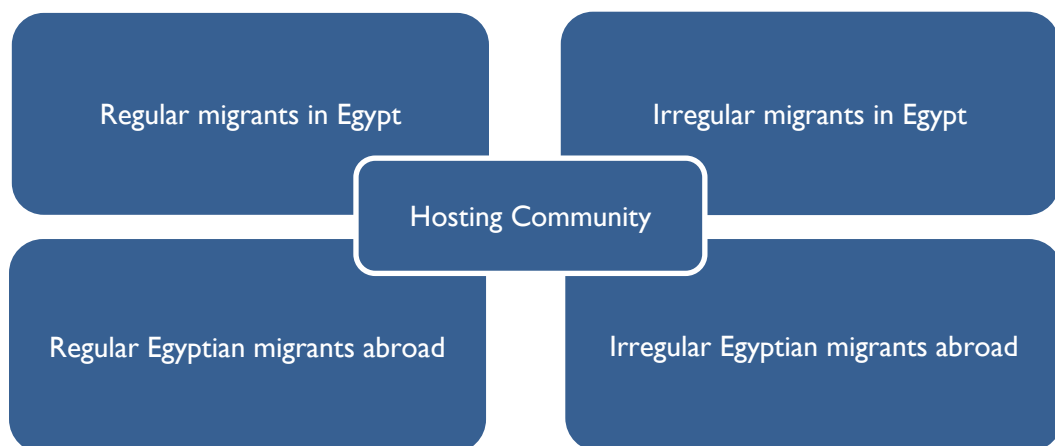 Regular migrants in Egypt
Irregular migrants in Egypt
Hosting Community
Regular Egyptian migrants abroad
Irregular Egyptian migrants abroad